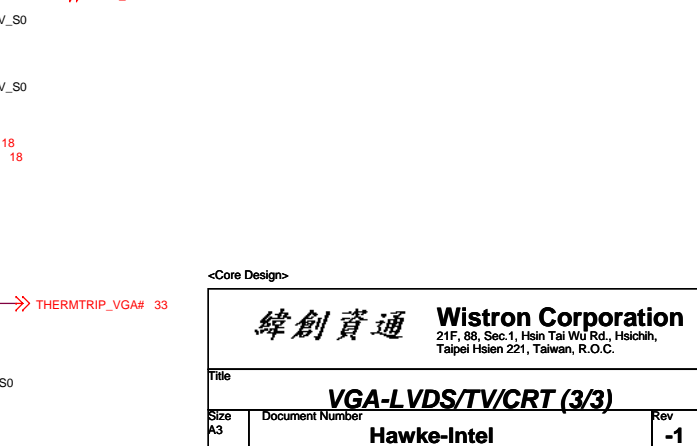 V_S0
V_S0
18
18
<Core Design>
THERMTRIP_VGA# 33
緯創資通
Wistron Corporation
21F, 88, Sec.1, Hsin Tai Wu Rd., Hsichih,
Taipei Hsien 221, Taiwan, R.O.C.
Title
VGA-LVDS/TV/CRT (3/3)
S0
Size
Document Number
Rev
A3
Hawke-Intel
-1